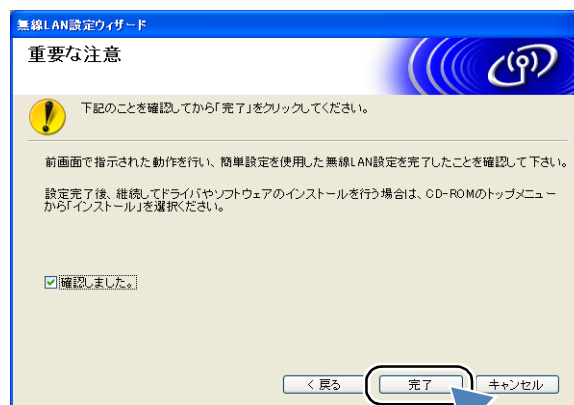 無線LAN設定ウィザード
重要な注意
下記のことを確認してから「完了」をクリックしてください。
前画面で指示された動作を行い、簡単設定を使用した無線LAN設定を完了したことを確認して下さい。
設定完了後、継続してドライバやソフトウェアのインストールを行う場合は、CD-ROMのトップメニュー
から「インストール」を選択ください。
確認しました。
< 戻る 完了 キャンセル